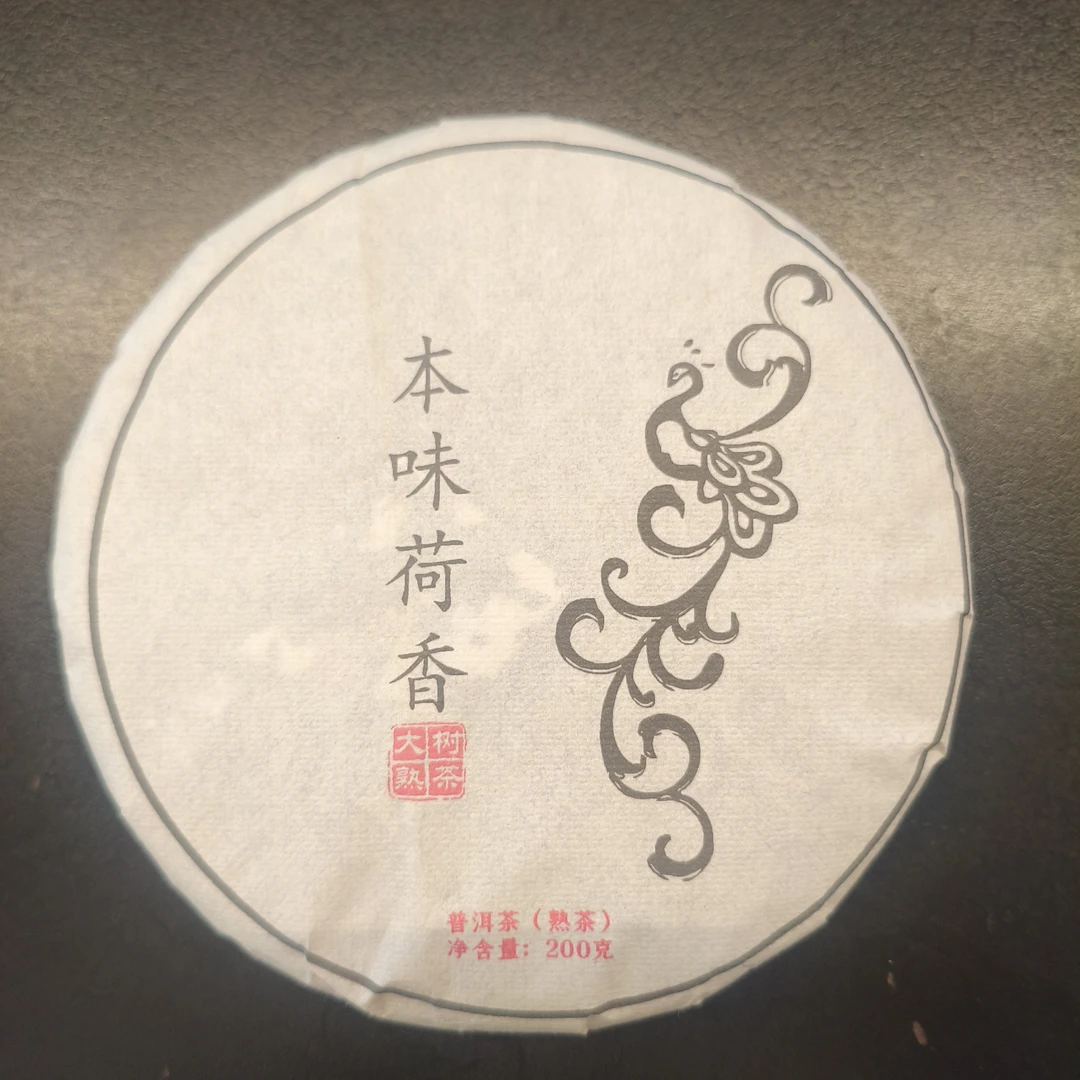 本味荷香
大树
熟茶
普洱茶（熟茶）
净含量：200克